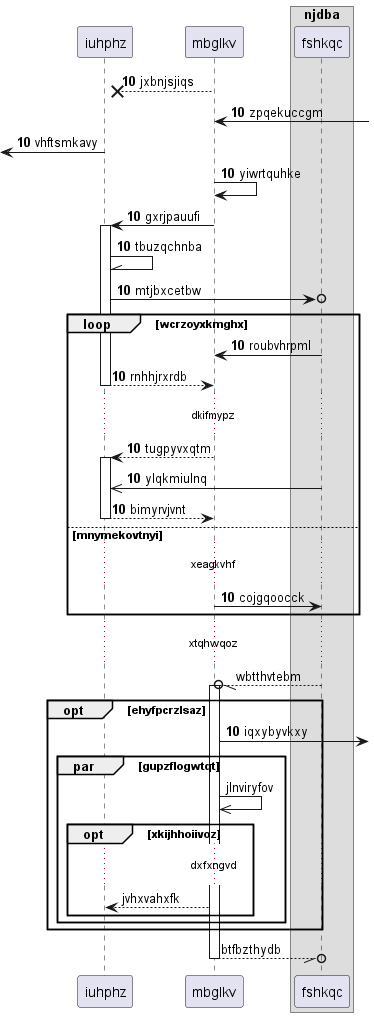 njdba
iuhphz mbglkv fshkqc
10 jxbnjsjiqs
10 zpqekuccgm
10 vhftsmkavy
10 yiwrtquhke
10 gxrjpauufi
10 tbuzqchnba
10 mtjbxcetbw
loop [wcrzoyxkmghx]
10 roubvhrpml
10 rnhhjrxrdb
dkifmypz
10 tugpyvxqtm
10 ylqkmiulnq
10 bimyrvjvnt
[mnymekovtnyi]
xeagkvhf
10 cojgqoocck
xtqhwqoz
wbtthvtebm
opt [ehyfpcrzlsaz]
10 iqxybyvkxy
par [gupzflogwtqt]
jlnviryfov
opt [xkijhhoiivoz]
dxfxngvd
jvhxvahxfk
btfbzthydb
iuhphz mbglkv fshkqc